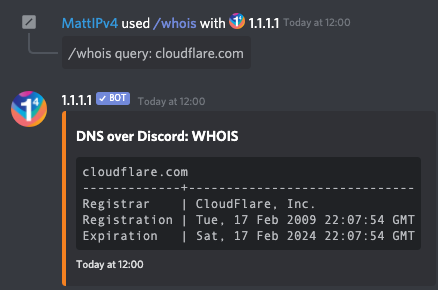 MattIPv4 used /whois with 1.1.1.1 Today at 12:00
/whois query: cloudflare.com
1.1.1.1 ✓ BOT Today at 12:00
DNS over Discord: WHOIS
cloudflare.com
-------------+------------------------------
Registrar    | CloudFlare, Inc.
Registration | Tue, 17 Feb 2009 22:07:54 GMT
Expiration   | Sat, 17 Feb 2024 22:07:54 GMT
Today at 12:00